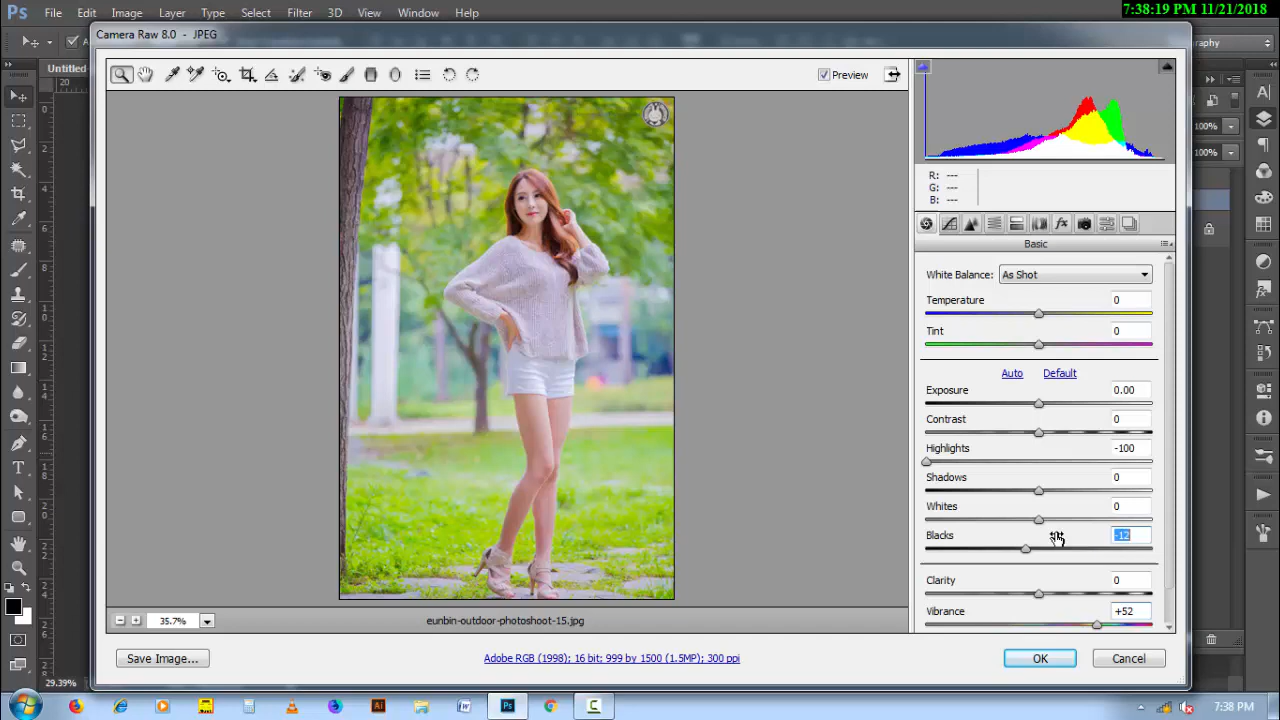 7:38:19 PM 11/21/2018
Ps File Edit Image Layer Type Select Filter 3D View Window Help
Camera Raw 8.0 - JPEG
Untitled
20
Preview
R: ---
G: ---
B: ---
100%
100%
Basic
White Balance: As Shot
Temperature 0
Tint 0
Auto Default
Exposure 0.00
Contrast 0
Highlights -100
Shadows 0
Whites 0
Blacks -12
Clarity 0
Vibrance +52
35.7% eunbin-outdoor-photoshoot-15.jpg
Save Image... Adobe RGB (1998); 16 bit; 999 by 1500 (1.5MP); 300 ppi OK Cancel
29.39%
7:38 PM